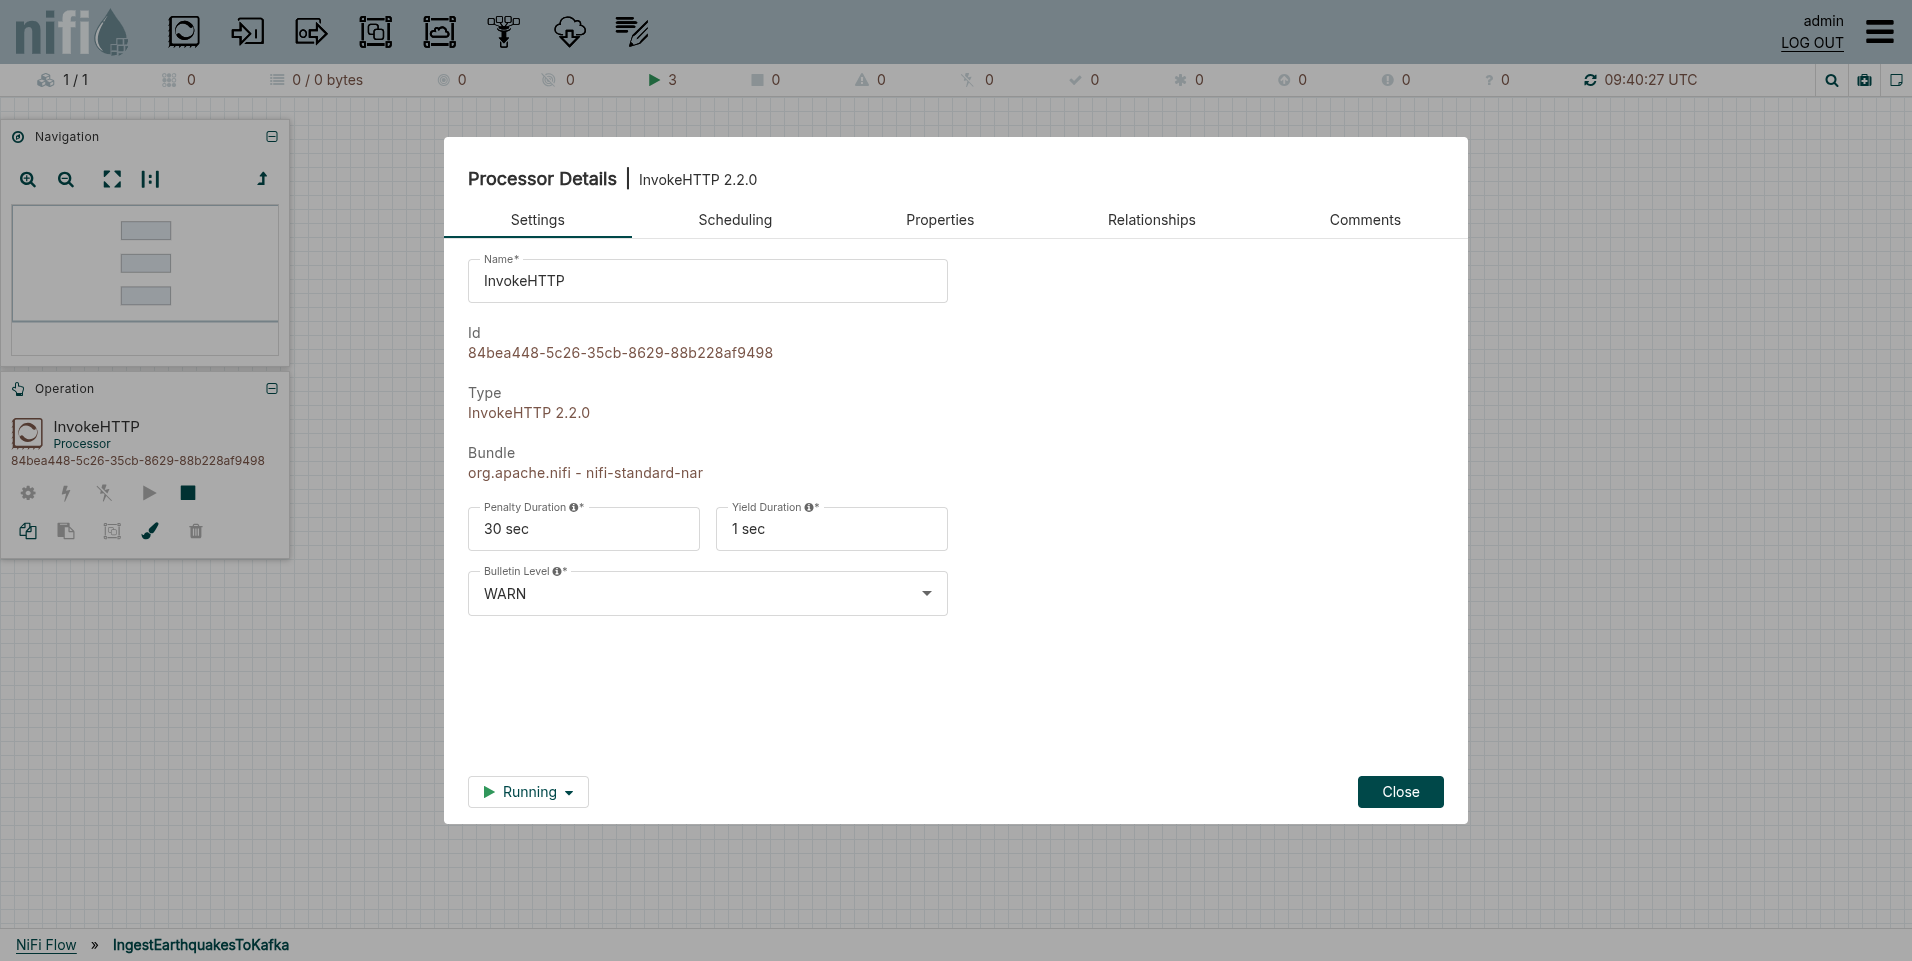 nifi
admin
LOG OUT
1 / 1
0
0 / 0 bytes
0
0
3
0
0
0
0
0
0
0
? 0
09:40:27 UTC
Navigation
Operation
InvokeHTTP
Processor
84bea448-5c26-35cb-8629-88b228af9498
Processor Details | InvokeHTTP 2.2.0
Settings
Scheduling
Properties
Relationships
Comments
Name*
InvokeHTTP
Id
84bea448-5c26-35cb-8629-88b228af9498
Type
InvokeHTTP 2.2.0
Bundle
org.apache.nifi - nifi-standard-nar
Penalty Duration *
30 sec
Yield Duration *
1 sec
Bulletin Level *
WARN
Running
Close
NiFi Flow » IngestEarthquakesToKafka